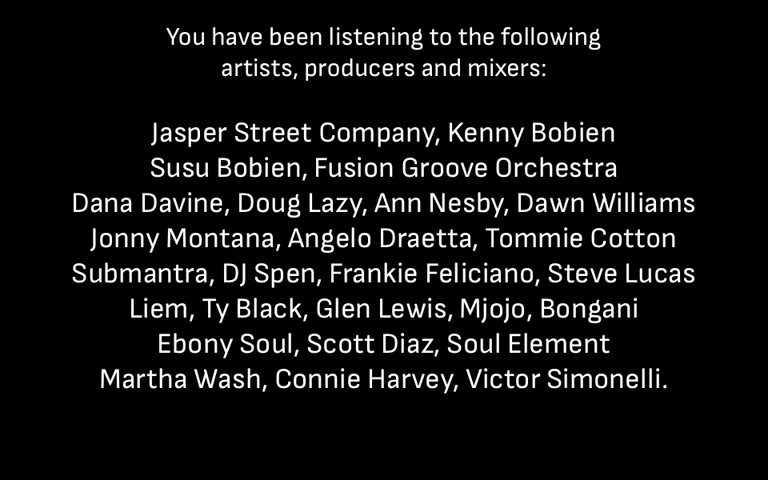 You have been listening to the following
artists, producers and mixers:
Jasper Street Company, Kenny Bobien
Susu Bobien, Fusion Groove Orchestra
Dana Davine, Doug Lazy, Ann Nesby, Dawn Williams
Jonny Montana, Angelo Draetta, Tommie Cotton
Submantra, DJ Spen, Frankie Feliciano, Steve Lucas
Liem, Ty Black, Glen Lewis, Mjojo, Bongani
Ebony Soul, Scott Diaz, Soul Element
Martha Wash, Connie Harvey, Victor Simonelli.